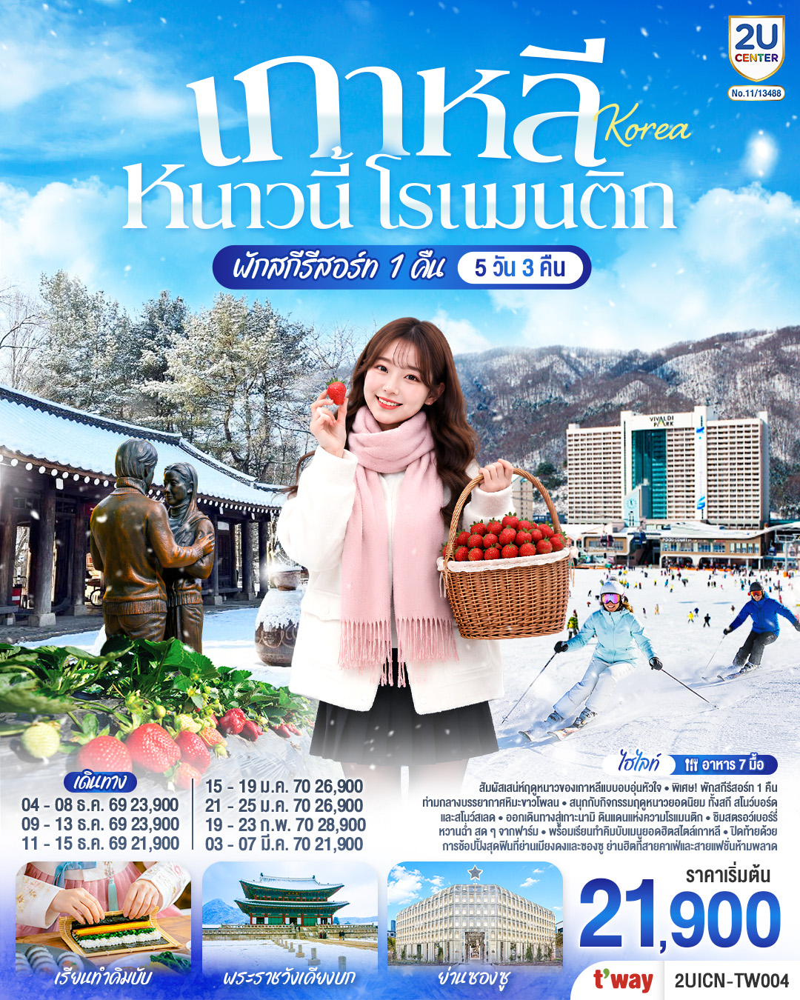 2U
CENTER
No.11/13488
เกาหลี
Korea
หนาวนี้ โรแมนติก
พักสกีรีสอร์ท 1 คืน
5 วัน 3 คืน
VIVALDI
PARK
เดินทาง
04 - 08 ธ.ค. 69 23,900
09 - 13 ธ.ค. 69 23,900
11 - 15 ธ.ค. 69 21,900
15 - 19 ม.ค. 70 26,900
21 - 25 ม.ค. 70 26,900
19 - 23 ก.พ. 70 28,900
03 - 07 มี.ค. 70 21,900
ไฮไลท์
อาหาร 7 มื้อ
สัมผัสเสน่ห์ฤดูหนาวของเกาหลีแบบอบอุ่นหัวใจ • พิเศษ! พักสกีรีสอร์ท 1 คืน
ท่ามกลางบรรยากาศหิมะขาวโพลน • สนุกกับกิจกรรมฤดูหนาวยอดนิยม ทั้งสกี สโนว์บอร์ด
และสโนว์สเลด • ออกเดินทางสู่เกาะนามิ ดินแดนแห่งความโรแมนติก • ชิมสตรอว์เบอร์รี่
หวานฉ่ำ สด ๆ จากฟาร์ม • พร้อมเรียนทำคิมบับเมนูยอดฮิตสไตล์เกาหลี • ปิดท้ายด้วย
การช้อปปิ้งสุดฟินที่ย่านเมียงดงและซองซู ย่านฮิตที่สายคาเฟ่และสายแฟชั่นห้ามพลาด
เรียนทำคิมบับ
พระราชวังเคียงบก
ย่านซองซู
ราคาเริ่มต้น
21,900
t'way
2UICN-TW004